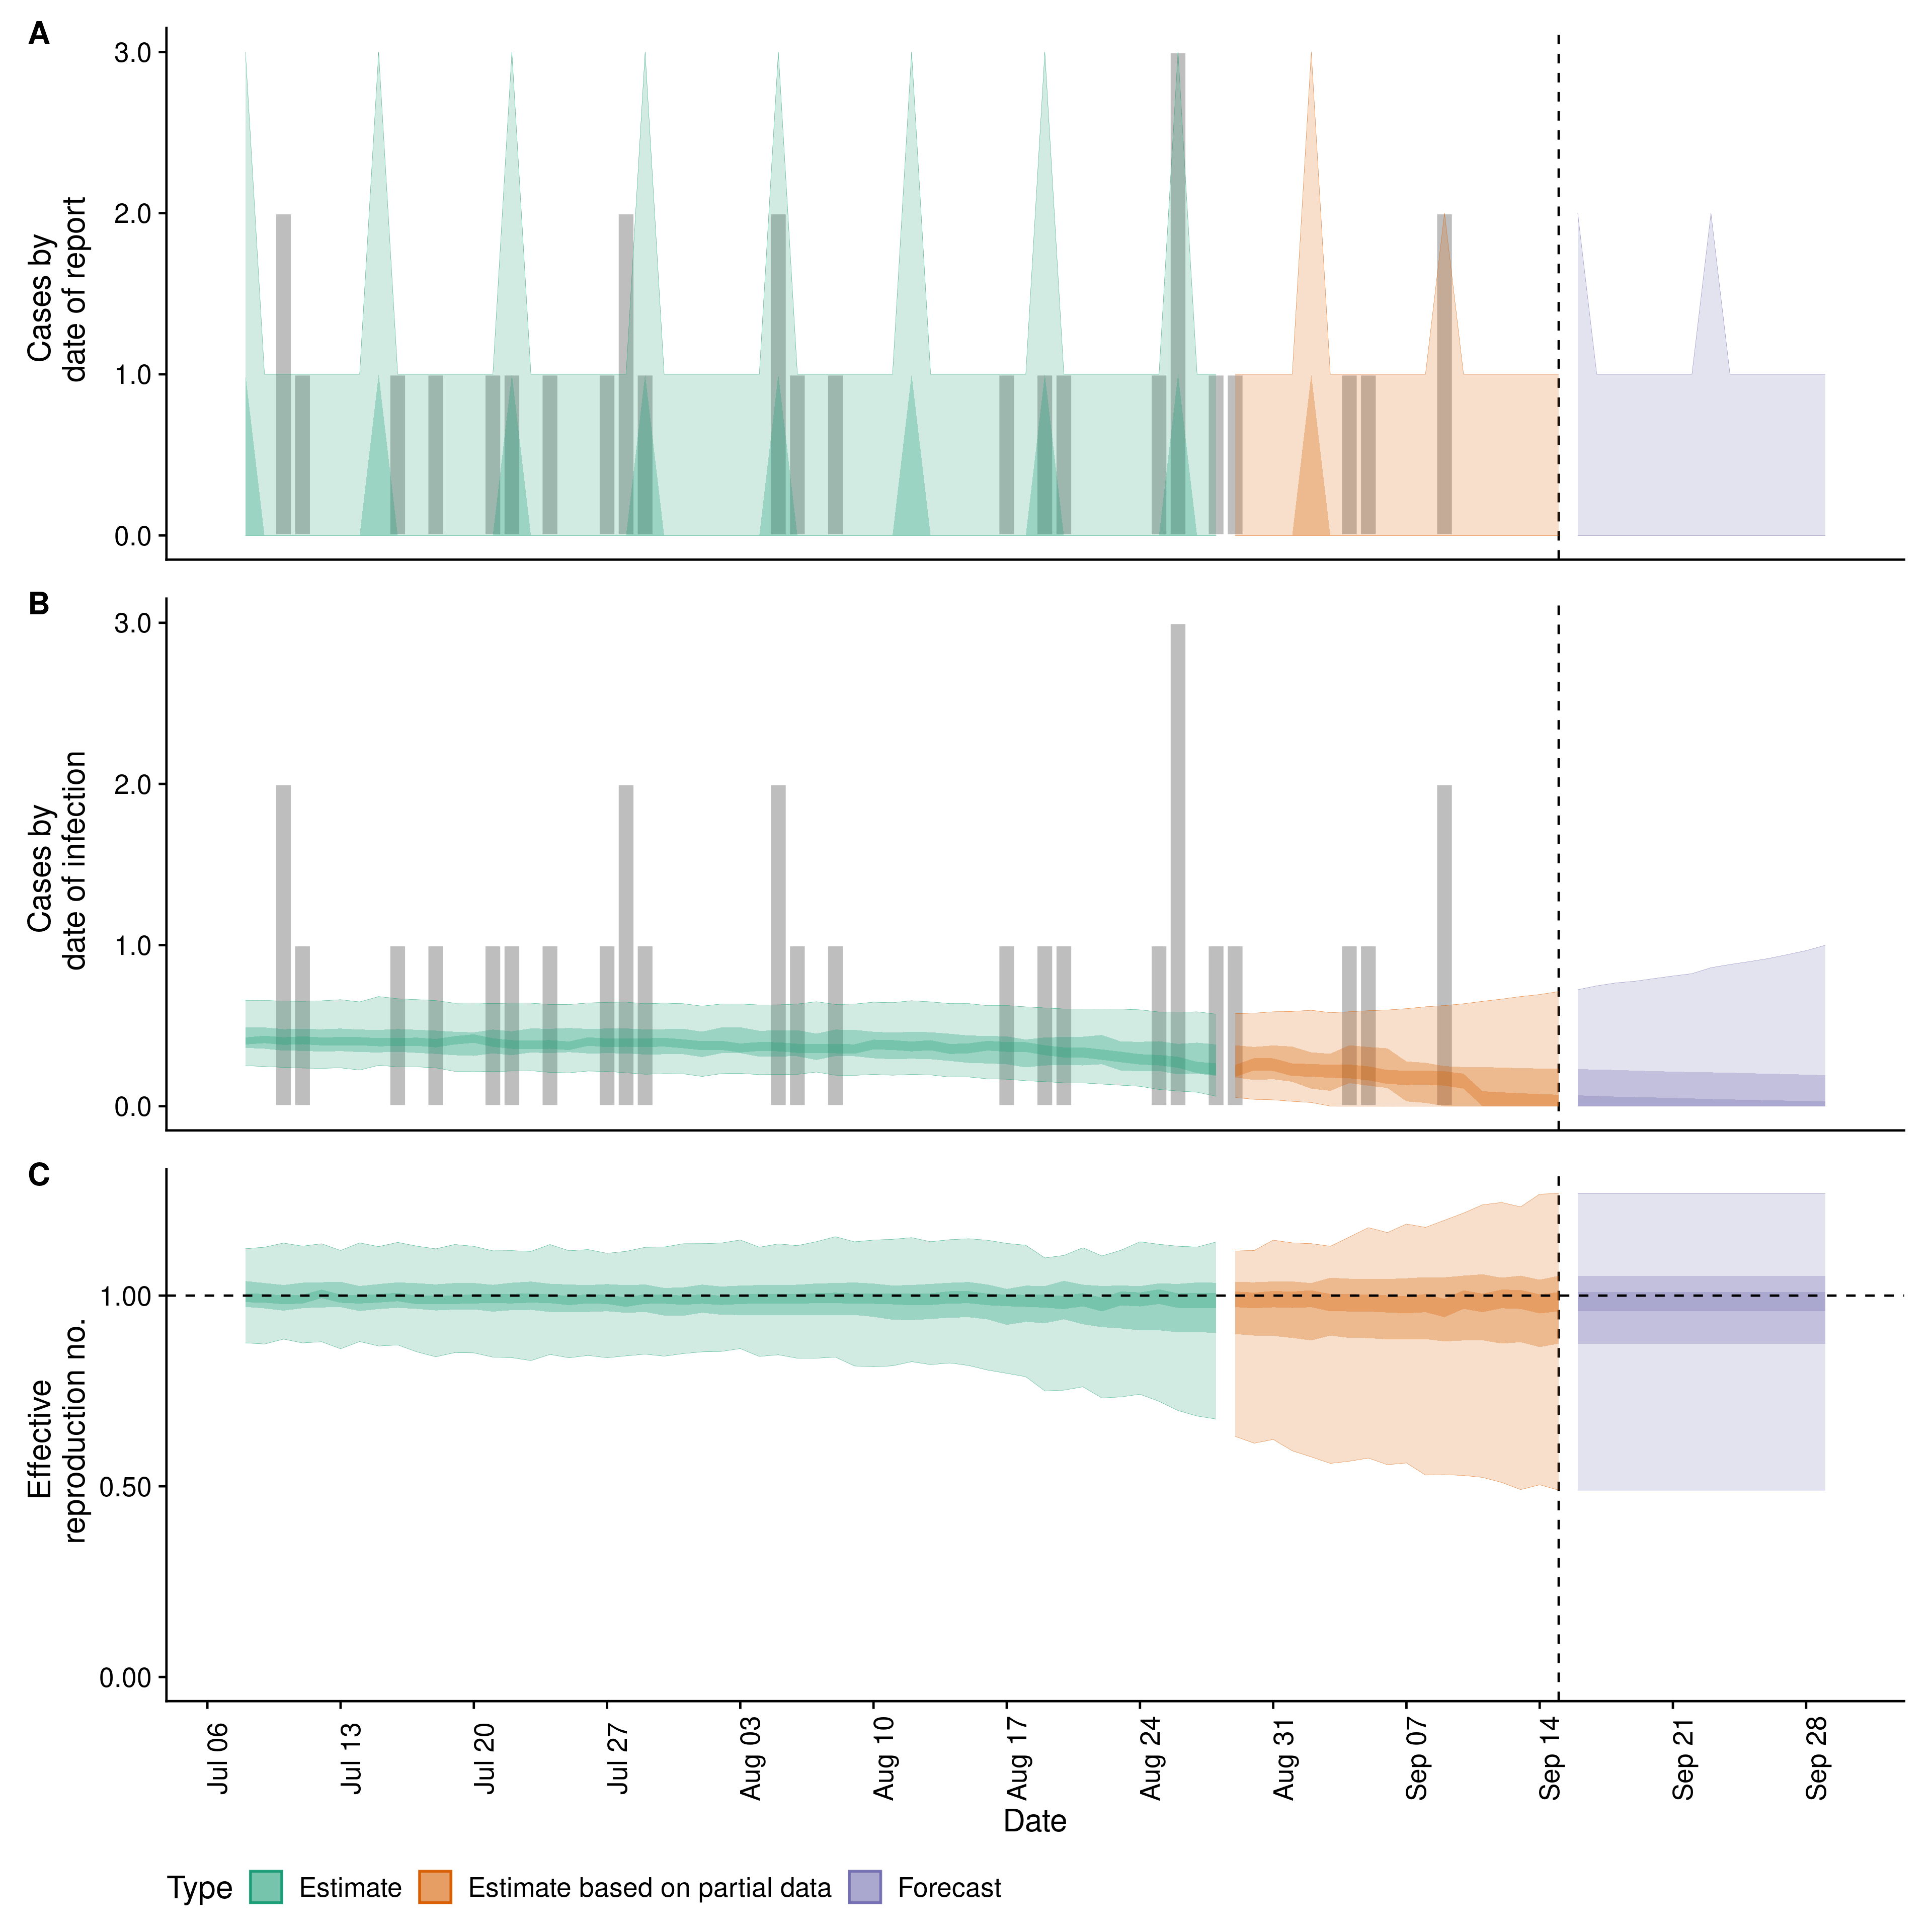 A
Cases by
date of report
3.0
2.0
1.0
0.0
B
Cases by
date of infection
3.0
2.0
1.0
0.0
C
Effective
reproduction no.
1.00
0.50
0.00
Jul 06
Jul 13
Jul 20
Jul 27
Aug 03
Aug 10
Aug 17
Aug 24
Aug 31
Sep 07
Sep 14
Sep 21
Sep 28
Date
Type Estimate Estimate based on partial data Forecast